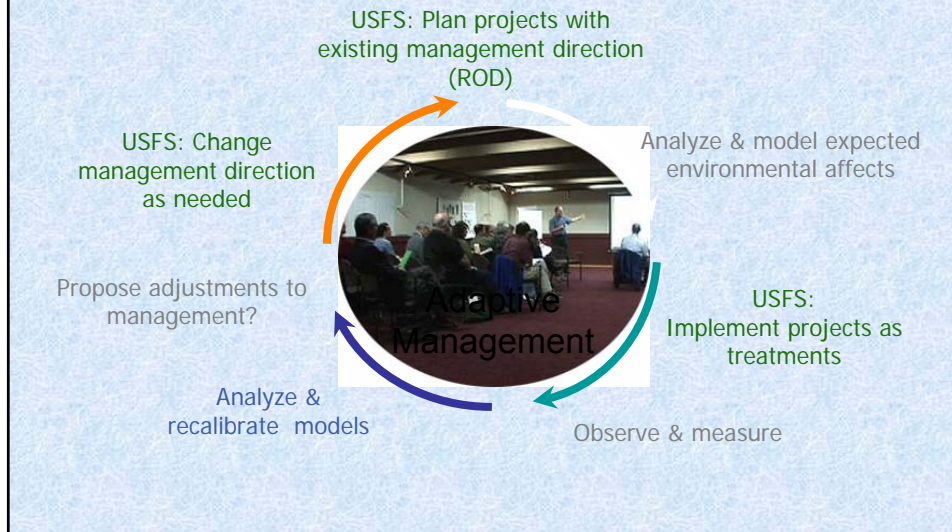 USFS: Plan projects with
existing management direction
(ROD)
Analyze & model expected
environmental affects
USFS:
Implement projects as
treatments
Observe & measure
Analyze &
recalibrate models
Propose adjustments to
management?
USFS: Change
management direction
as needed
Adaptive
Management